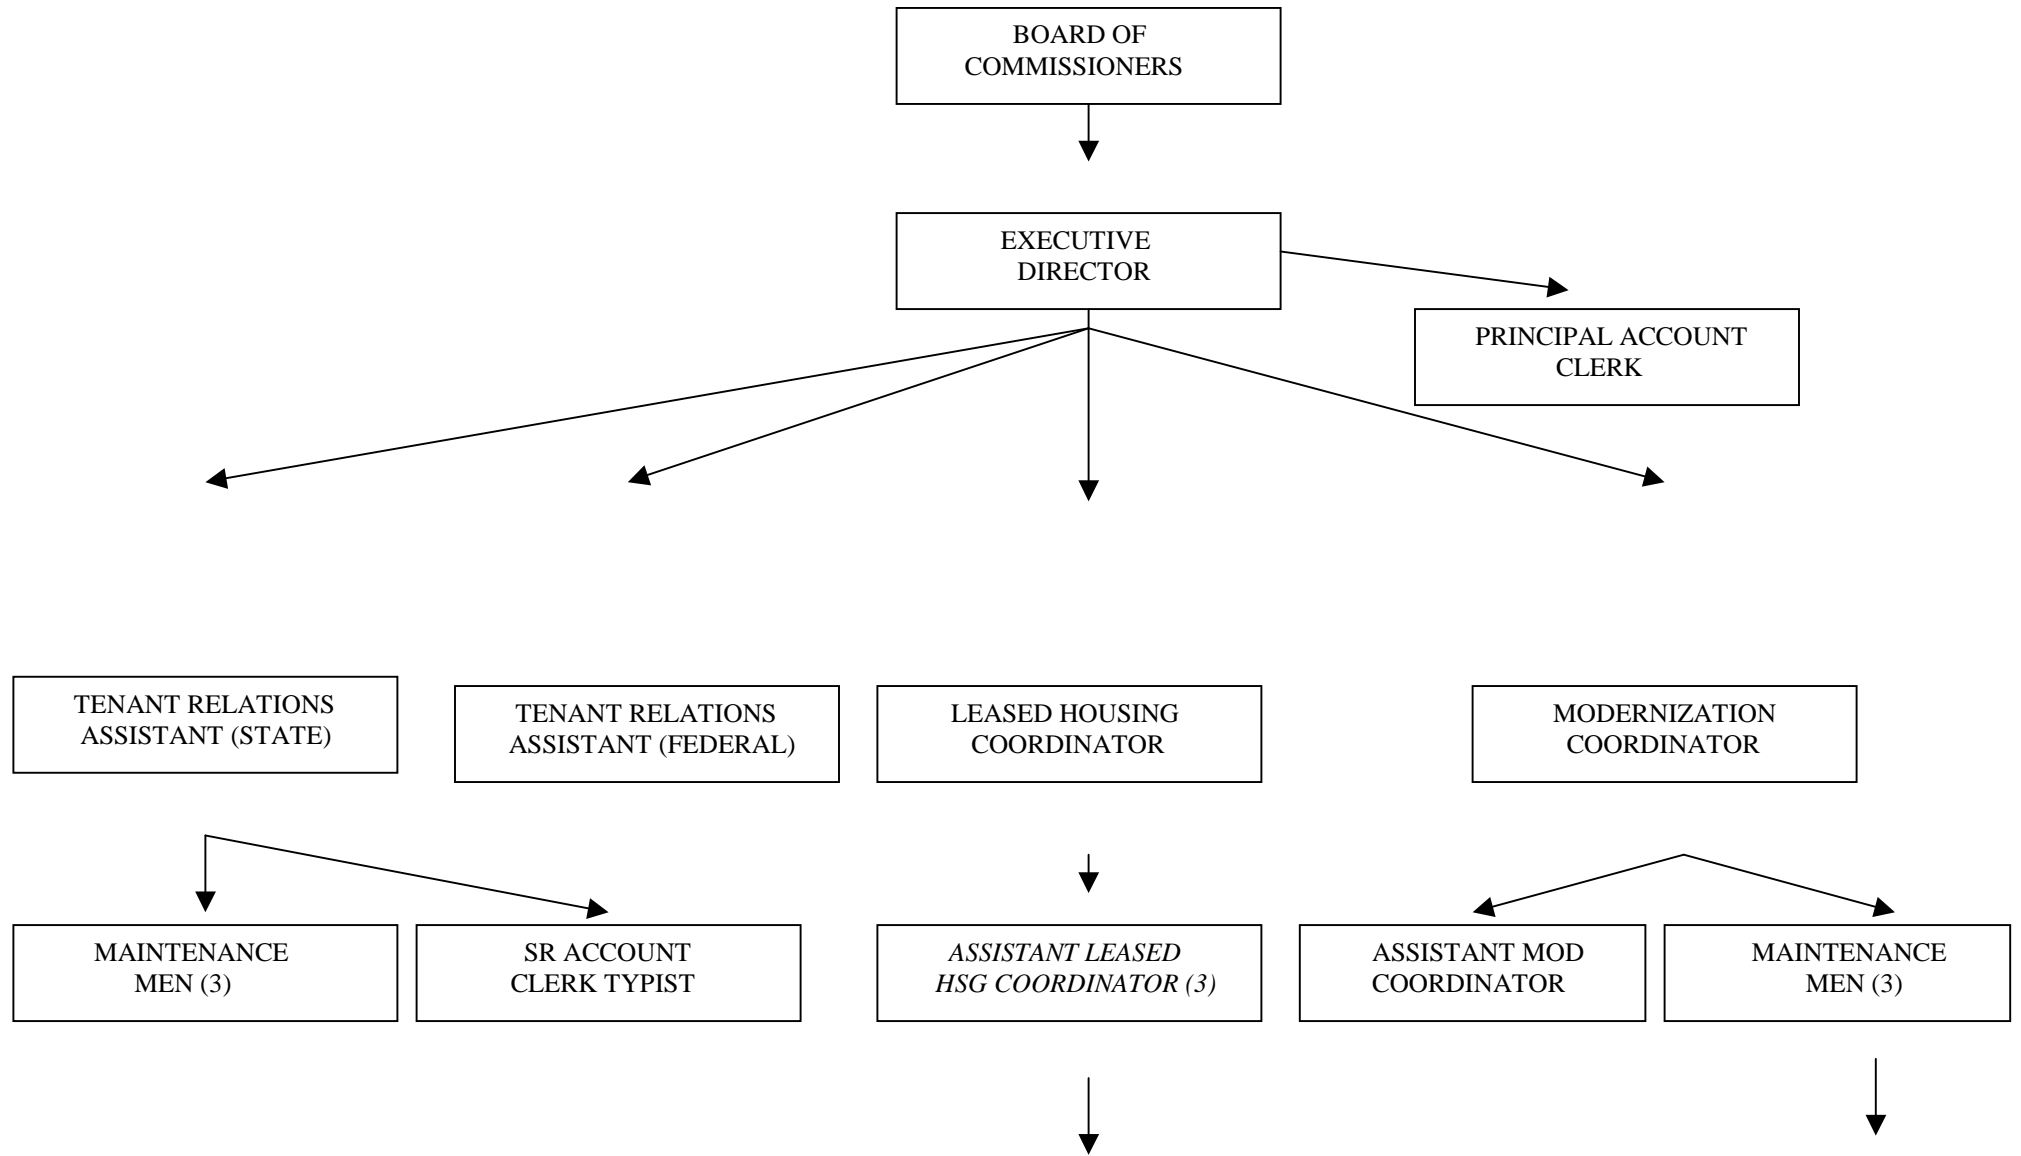 BOARD OF
COMMISSIONERS
EXECUTIVE
DIRECTOR
PRINCIPAL ACCOUNT
CLERK
TENANT RELATIONS
ASSISTANT (STATE)
TENANT RELATIONS
ASSISTANT (FEDERAL)
LEASED HOUSING
COORDINATOR
MODERNIZATION
COORDINATOR
MAINTENANCE
MEN (3)
SR ACCOUNT
CLERK TYPIST
ASSISTANT LEASED
HSG COORDINATOR (3)
ASSISTANT MOD
COORDINATOR
MAINTENANCE
MEN (3)